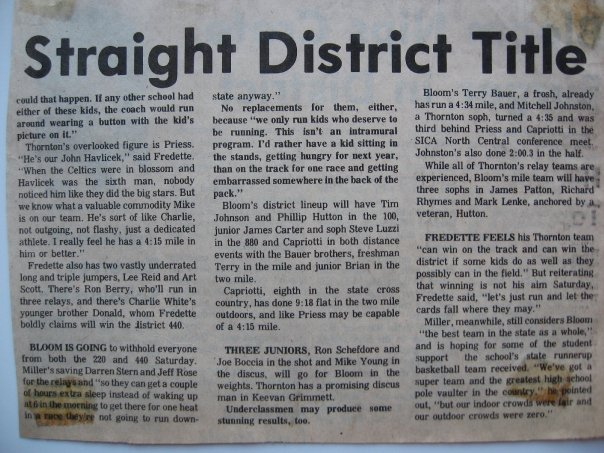 Straight District Title
could that happen. If any other school had
either of these kids, the coach would run
around wearing a button with the kid's
picture on it."
Thornton's overlooked figure is Priess.
"He's our John Havlicek," said Fredette.
"When the Celtics were in blossom and
Havlicek was the sixth man, nobody
noticed him like they did the big stars. But
we know what a valuable commodity Mike
is on our team. He's sort of like Charlie,
not outgoing, not flashy, just a dedicated
athlete. I really feel he has a 4:15 mile in
him or better."
Fredette also has two vastly underrated
long and triple jumpers, Lee Reid and Art
Scott, There's Ron Berry, who'll run in
three relays, and there's Charlie White's
younger brother Donald, whom Fredette
boldly claims will win the district 440.
BLOOM IS GOING to withhold everyone
from both the 220 and 440 Saturday.
Miller's saving Darren Stern and Jeff Rose
for the relays and "so they can get a couple
of hours extra sleep instead of waking up
at 6 in the morning to get there for one heat
in a race they're not going to run down-
state anyway."
No replacements for them, either,
because "we only run kids who deserve to
be running. This isn't an intramural
program. I'd rather have a kid sitting in
the stands, getting hungry for next year,
than on the track for one race and getting
embarrassed somewhere in the back of the
pack."
Bloom's district lineup will have Tim
Johnson and Phillip Hutton in the 100,
junior James Carter and soph Steve Luzzi
in the 880 and Capriotti in both distance
events with the Bauer brothers, freshman
Terry in the mile and junior Brian in the
two mile.
Capriotti, eighth in the state cross
country, has done 9:18 flat in the two mile
outdoors, and like Priess may be capable
of a 4:15 mile.
THREE JUNIORS, Ron Schefdore and
Joe Boccia in the shot and Mike Young in
the discus, will go for Bloom in the
weights. Thornton has a promising discus
man in Keevan Grimmett.
Underclassmen may produce some
stunning results, too.
Bloom's Terry Bauer, a frosh, already
has run a 4:34 mile, and Mitchell Johnston,
a Thornton soph, turned a 4:35 and was
third behind Priess and Capriotti in the
SICA North Central conference meet.
Johnston's also done 2:00.3 in the half.
While all of Thornton's relay teams are
experienced, Bloom's mile team will have
three sophs in James Patton, Richard
Rhymes and Mark Lenke, anchored by a
veteran, Hutton.
FREDETTE FEELS his Thornton team
"can win on the track and can win the
district if some kids do as well as they
possibly can in the field." But reiterating
that winning is not his aim Saturday,
Fredette said, "let's just run and let the
cards fall where they may."
Miller, meanwhile, still considers Bloom
"the best team in the state as a whole,"
and is hoping for some of the student
support the school's state runnerup
basketball team received. "We've got a
super team and the greatest high school
pole vaulter in the country," he pointed
out, "but our indoor crowds were fair and
our outdoor crowds were zero."